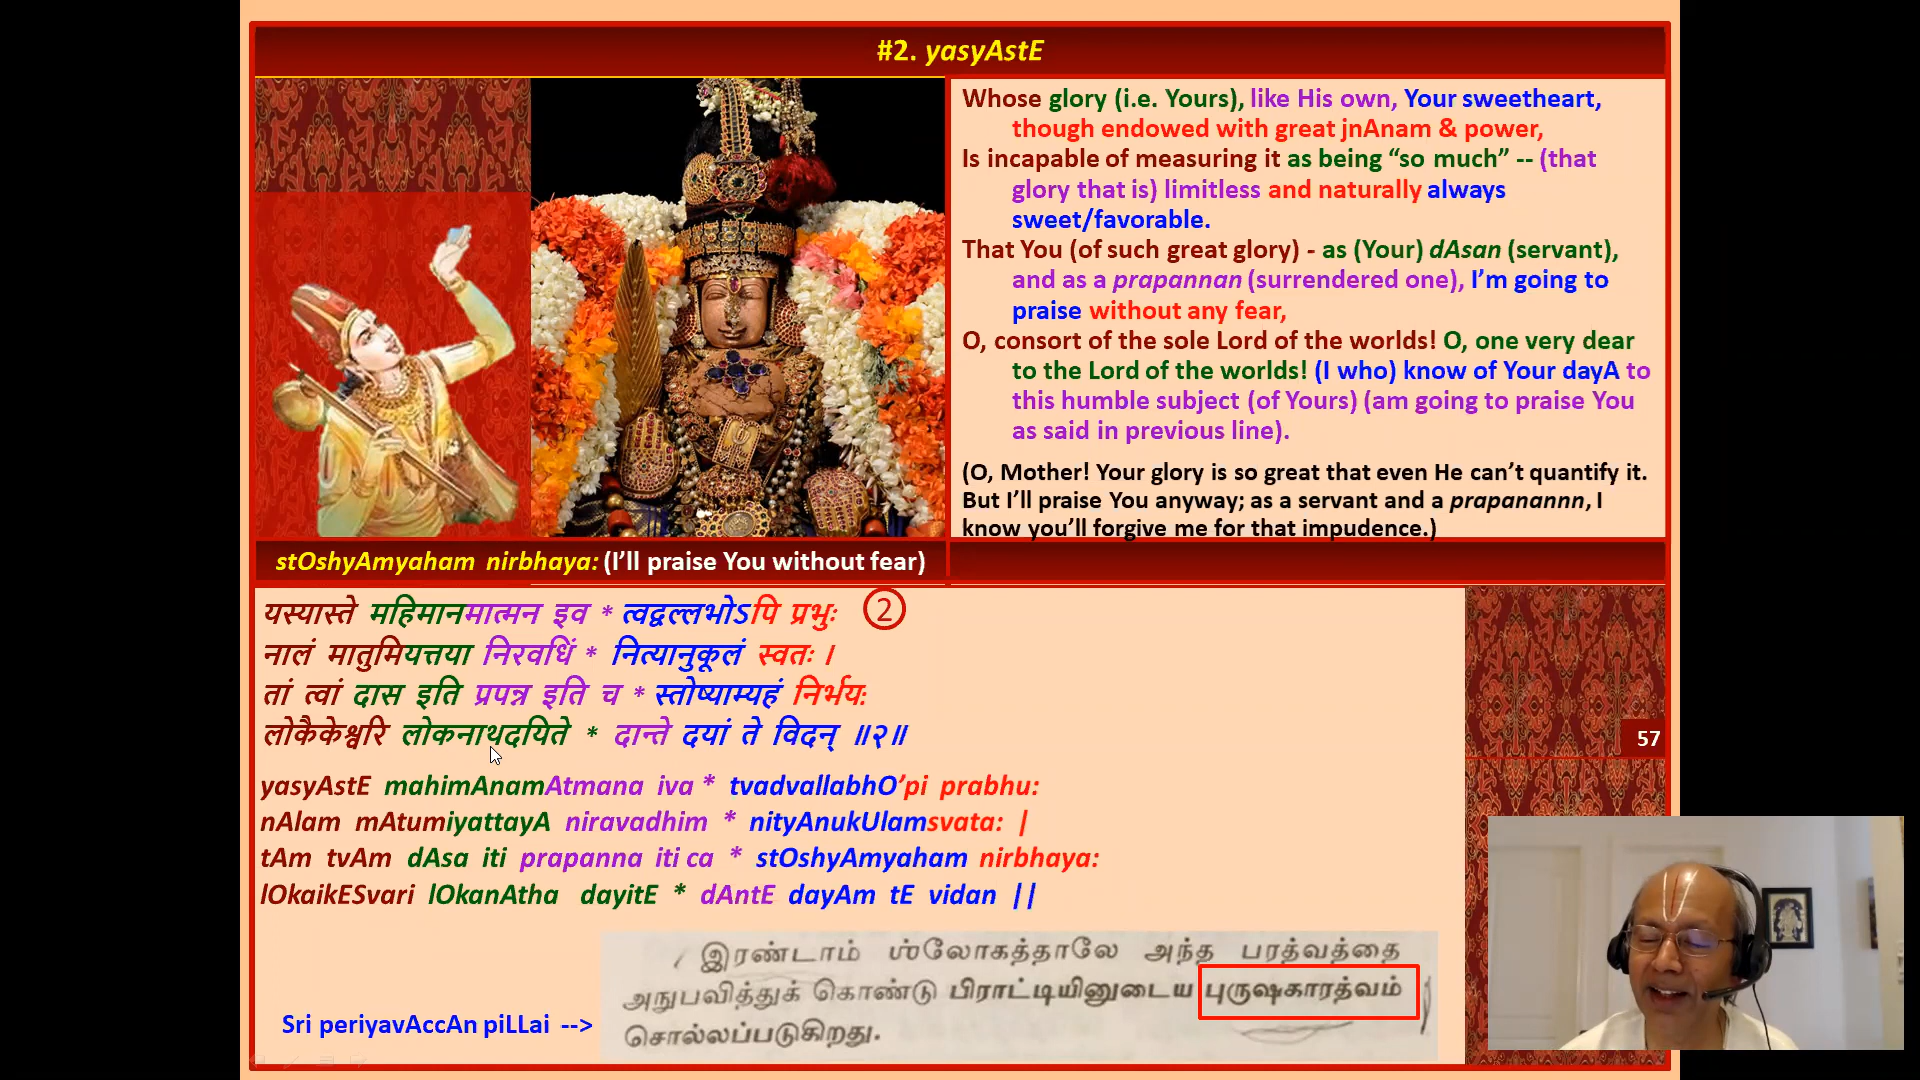 #2. yasyAstE
Whose glory (i.e. Yours), like His own, Your sweetheart,
though endowed with great jnAnam & power,
Is incapable of measuring it as being “so much” -- (that
glory that is) limitless and naturally always
sweet/favorable.
That You (of such great glory) - as (Your) dAsan (servant),
and as a prapannan (surrendered one), I’m going to
praise without any fear,
O, consort of the sole Lord of the worlds! O, one very dear
to the Lord of the worlds! (I who) know of Your dayA to
this humble subject (of Yours) (am going to praise You
as said in previous line).
(O, Mother! Your glory is so great that even He can’t quantify it.
But I’ll praise You anyway; as a servant and a prapanannn, I
know you’ll forgive me for that impudence.)
stOshyAmyaham nirbhaya: (I’ll praise You without fear)
यस्यास्ते महिमानमात्मन इव * त्वद्वल्लभोऽपि प्रभुः 2
नालं मातुमियत्तया निरवधिं * नित्यानुकूलं स्वतः ।
तां त्वां दास इति प्रपन्न इति च * स्तोष्याम्यहं निर्भयः
लोकैकेश्वरि लोकनाथदयिते * दान्ते दयां ते विदन् ॥२॥
57
yasyAstE mahimAnamAtmana iva * tvadvallabhO’pi prabhu:
nAlam mAtumiyattayA niravadhim * nityAnukUlamsvata: |
tAm tvAm dAsa iti prapanna iti ca * stOshyAmyaham nirbhaya:
lOkaikESvari lOkanAtha dayitE * dAntE dayAm tE vidan ||
இரண்டாம் ஶ்லோகத்தாலே அந்த பரத்வத்தை
அநுபவித்துக் கொண்டு பிராட்டியினுடைய புருஷகாரத்வம்
சொல்லப்படுகிறது.
Sri periyavAccAn piLLai -->